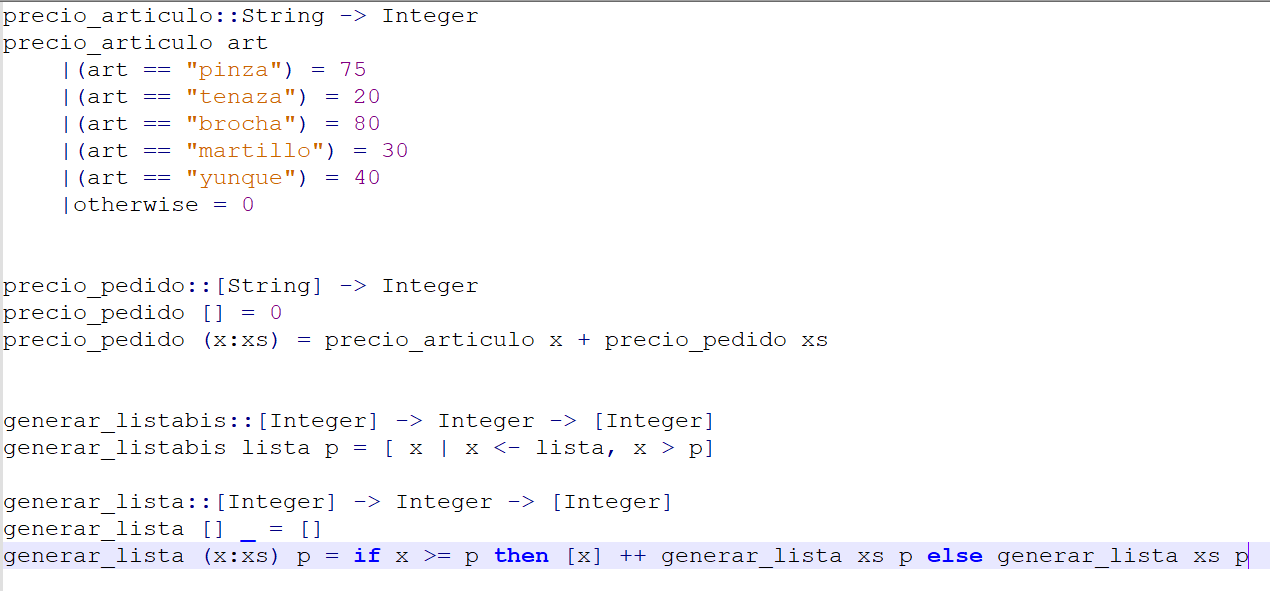 precio_articulo::String -> Integer
precio_articulo art
    |(art == "pinza") = 75
    |(art == "tenaza") = 20
    |(art == "brocha") = 80
    |(art == "martillo") = 30
    |(art == "yunque") = 40
    |otherwise = 0
precio_pedido::[String] -> Integer
precio_pedido [] = 0
precio_pedido (x:xs) = precio_articulo x + precio_pedido xs
generar_listabis::[Integer] -> Integer -> [Integer]
generar_listabis lista p = [ x | x <- lista, x > p]
generar_lista::[Integer] -> Integer -> [Integer]
generar_lista [] _ = []
generar_lista (x:xs) p = if x >= p then [x] ++ generar_lista xs p else generar_lista xs p